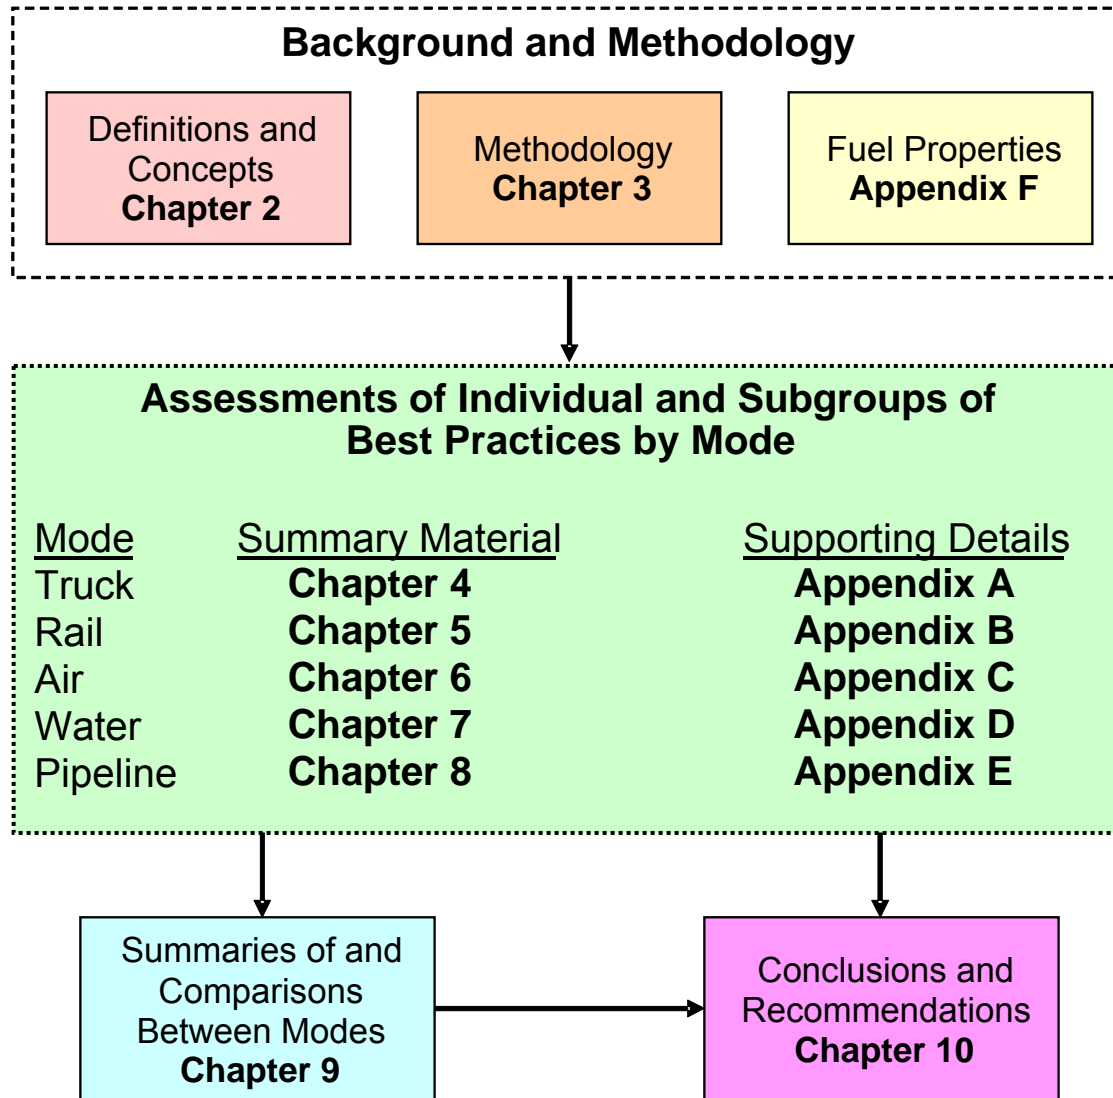 Background and Methodology
Definitions and
Concepts
Chapter 2
Methodology
Chapter 3
Fuel Properties
Appendix F
Assessments of Individual and Subgroups of
Best Practices by Mode
Mode Summary Material Supporting Details
Truck Chapter 4 Appendix A
Rail Chapter 5 Appendix B
Air Chapter 6 Appendix C
Water Chapter 7 Appendix D
Pipeline Chapter 8 Appendix E
Summaries of and
Comparisons
Between Modes
Chapter 9
Conclusions and
Recommendations
Chapter 10